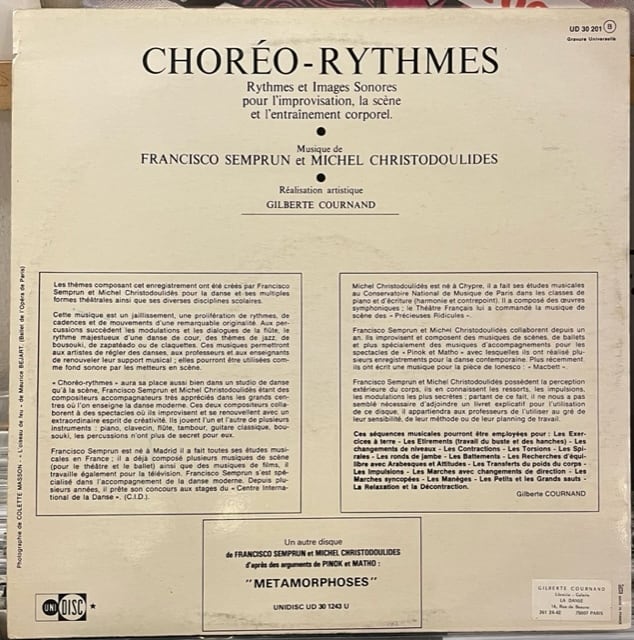 UD 30 201 B
Gravure Universelle
CHORÉO-RYTHMES
Rythmes et Images Sonores
pour l'improvisation, la scène
et l'entraînement corporel.
Musique de
FRANCISCO SEMPRUN et MICHEL CHRISTODOULIDES
Réalisation artistique
GILBERTE COURNAND
Les thèmes composant cet enregistrement ont été créés par Francisco
Semprun et Michel Christodoulidès pour la danse et ses multiples
formes théâtrales ainsi que ses diverses disciplines scolaires.
Cette musique est un jaillissement, une prolifération de rythmes, de
cadences et de mouvements d'une remarquable originalité. Aux per-
cussions succèdent les modulations et les dialogues de la flûte, le
rythme majestueux d'une danse de cour, des thèmes de jazz, de
bousouki, de zapatéado ou de claquettes. Ces musiques permettront
aux artistes de régler des danses, aux professeurs et aux enseignants
de renouveler leur support musical ; elles pourront être utilisées com-
me fond sonore par les metteurs en scène.
« Choréo-rythmes » aura sa place aussi bien dans un studio de danse
qu'à la scène, Francisco Semprun et Michel Christodoulidès étant des
compositeurs accompagnateurs très appréciés dans les grands cen-
tres où l'on enseigne la danse moderne. Ces deux compositeurs colla-
borent à des spectacles où ils improvisent et se renouvellent avec un
extraordinaire esprit de créativité. Ils jouent l'un et l'autre de plusieurs
instruments : piano, clavecin, flûte, tambour, guitare classique, bou-
souki, les percussions n'ont plus de secret pour eux.
Francisco Semprun est né à Madrid il a fait toutes ses études musi-
cales en France ; il a déjà composé plusieurs musiques de scène
(pour le théâtre et le ballet) ainsi que des musiques de films, il
travaille également pour la télévision. Francisco Semprun s'est spé-
cialisé dans l'accompagnement de la danse moderne. Depuis plu-
sieurs années, il prête son concours aux stages du « Centre Interna-
tional de la Danse ». (C.I.D.).
Michel Christodoulidès est né à Chypre, il a fait ses études musicales
au Conservatoire National de Musique de Paris dans les classes de
piano et d'écriture (harmonie et contrepoint). Il a composé des œuvres
symphoniques ; le Théâtre Français lui a commandé la musique de
scène des « Précieuses Ridicules ».
Francisco Semprun et Michel Christodoulidès collaborent depuis un
an. Ils improvisent et composent des musiques de scènes, de ballets
et plus spécialement des musiques d'accompagnements pour les
spectacles de « Pinok et Matho » avec lesquelles ils ont réalisé plu-
sieurs enregistrements pour la danse contemporaine. Plus récemment,
ils ont écrit une musique pour la pièce de Ionesco : « Macbett ».
Francisco Semprun et Michel Christodoulidès possèdent la perception
extérieure du corps, ils en connaissent les ressorts, les impulsions,
les modulations les plus secrètes ; partant de ce fait, il ne nous a pas
semblé nécessaire d'adjoindre un livret explicatif pour l'utilisation
de ce disque, il appartiendra aux professeurs de l'utiliser au gré de
leur sensibilité, de leur méthode ou de leur planning de travail.
Ces séquences musicales pourront être employées pour : Les Exer-
cices à terre - Les Etirements (travail du buste et des hanches) - Les
changements de niveaux - Les Contractions - Les Torsions - Les Spi-
rales - Les ronds de jambe - Les Battements - Les Recherches d'équi-
libre avec Arabesques et Attitudes - Les Transferts du poids du corps -
Les Impulsions - Les Marches avec changements de direction - Les
Marches syncopées - Les Manèges - Les Petits et les Grands sauts -
La Relaxation et la Décontraction.
Gilberte COURNAND
Photographie de COLETTE MASSON - « L'oiseau de feu » de Maurice BEJART. (Ballet de l'Opéra de Paris)
Un autre disque
de FRANCISCO SEMPRUN et MICHEL CHRISTODOULIDES
d'après des arguments de PINOK et MATHO :
"METAMORPHOSES"
UNIDISC UD 30 1243 U
UNI DISC
GILBERTE COURNAND
Librairie - Galerie
LA DANSE
14, Rue de Beaune
75007 PARIS